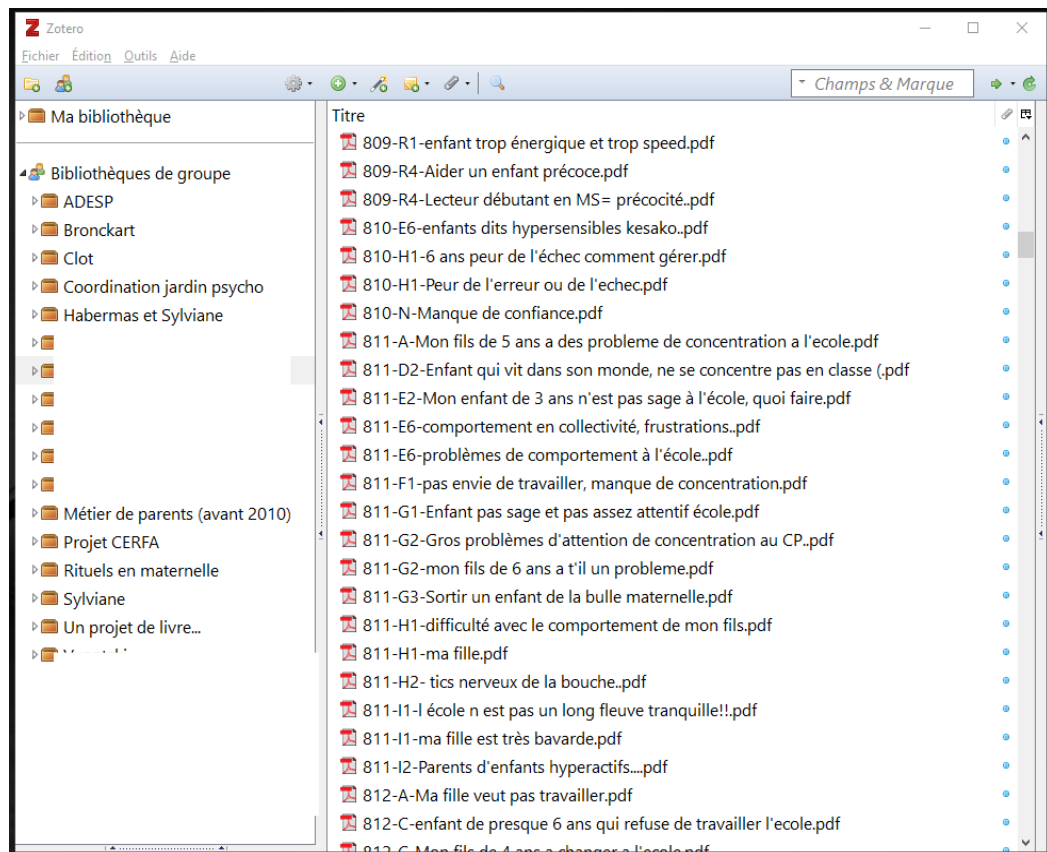 Zotero
Fichier Édition Outils Aide
Champs & Marque
Ma bibliothèque
Bibliothèques de groupe
ADESP
Bronckart
Clot
Coordination jardin psycho
Habermas et Sylviane
Métier de parents (avant 2010)
Projet CERFA
Rituels en maternelle
Sylviane
Un projet de livre...
Titre
809-R1-enfant trop énergique et trop speed.pdf
809-R4-Aider un enfant précoce.pdf
809-R4-Lecteur débutant en MS= précocité..pdf
810-E6-enfants dits hypersensibles kesako..pdf
810-H1-6 ans peur de l'échec comment gérer.pdf
810-H1-Peur de l'erreur ou de l'echec.pdf
810-N-Manque de confiance.pdf
811-A-Mon fils de 5 ans a des probleme de concentration a l'ecole.pdf
811-D2-Enfant qui vit dans son monde, ne se concentre pas en classe (.pdf
811-E2-Mon enfant de 3 ans n'est pas sage à l'école, quoi faire.pdf
811-E6-comportement en collectivité, frustrations..pdf
811-E6-problèmes de comportement à l'école..pdf
811-F1-pas envie de travailler, manque de concentration.pdf
811-G1-Enfant pas sage et pas assez attentif école.pdf
811-G2-Gros problèmes d'attention de concentration au CP..pdf
811-G2-mon fils de 6 ans a t'il un probleme.pdf
811-G3-Sortir un enfant de la bulle maternelle.pdf
811-H1-difficulté avec le comportement de mon fils.pdf
811-H1-ma fille.pdf
811-H2- tics nerveux de la bouche..pdf
811-I1-l école n est pas un long fleuve tranquille!!.pdf
811-I1-ma fille est très bavarde.pdf
811-I2-Parents d'enfants hyperactifs....pdf
812-A-Ma fille veut pas travailler.pdf
812-C-enfant de presque 6 ans qui refuse de travailler l'ecole.pdf
812-C-Mon fils de 4 ans a changer a l'ecole.pdf